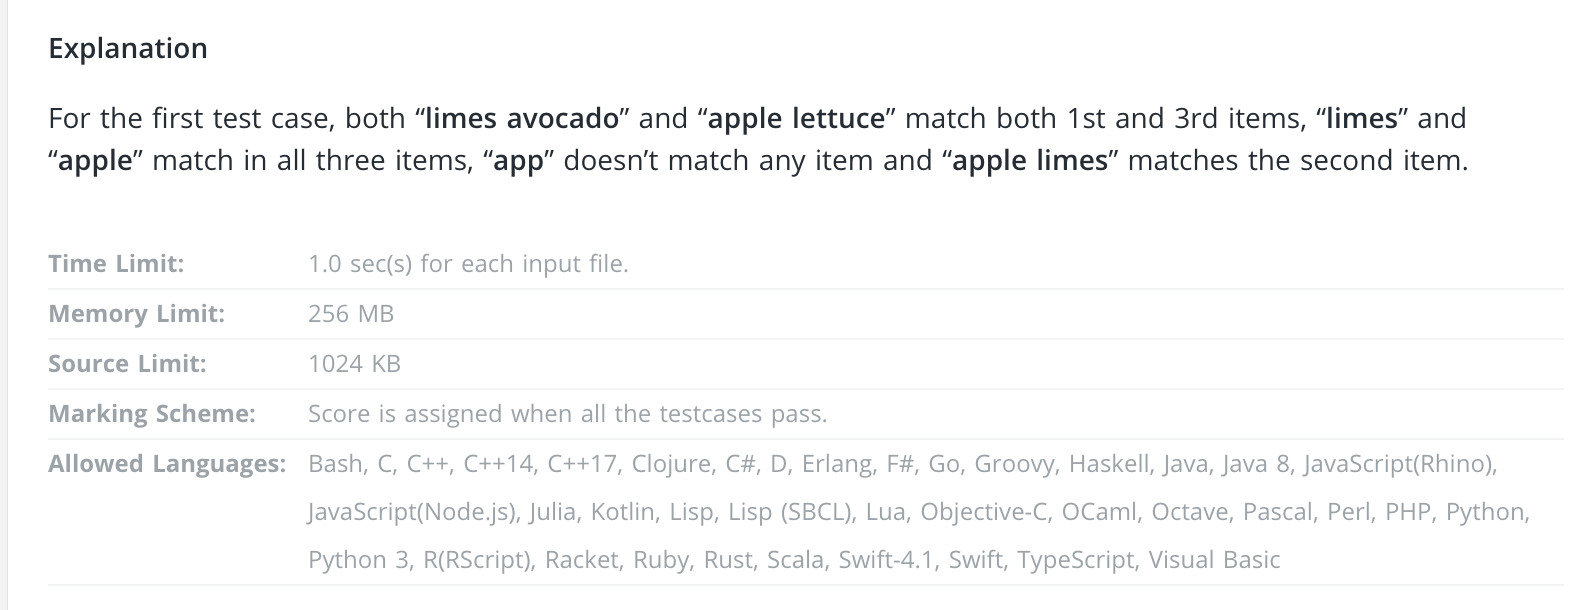 Explanation
For the first test case, both “limes avocado” and “apple lettuce” match both 1st and 3rd items, “limes” and
“apple” match in all three items, “app” doesn’t match any item and “apple limes” matches the second item.
Time Limit: 1.0 sec(s) for each input file.
Memory Limit: 256 MB
Source Limit: 1024 KB
Marking Scheme: Score is assigned when all the testcases pass.
Allowed Languages: Bash, C, C++, C++14, C++17, Clojure, C#, D, Erlang, F#, Go, Groovy, Haskell, Java, Java 8, JavaScript(Rhino),
JavaScript(Node.js), Julia, Kotlin, Lisp, Lisp (SBCL), Lua, Objective-C, OCaml, Octave, Pascal, Perl, PHP, Python,
Python 3, R(RScript), Racket, Ruby, Rust, Scala, Swift-4.1, Swift, TypeScript, Visual Basic